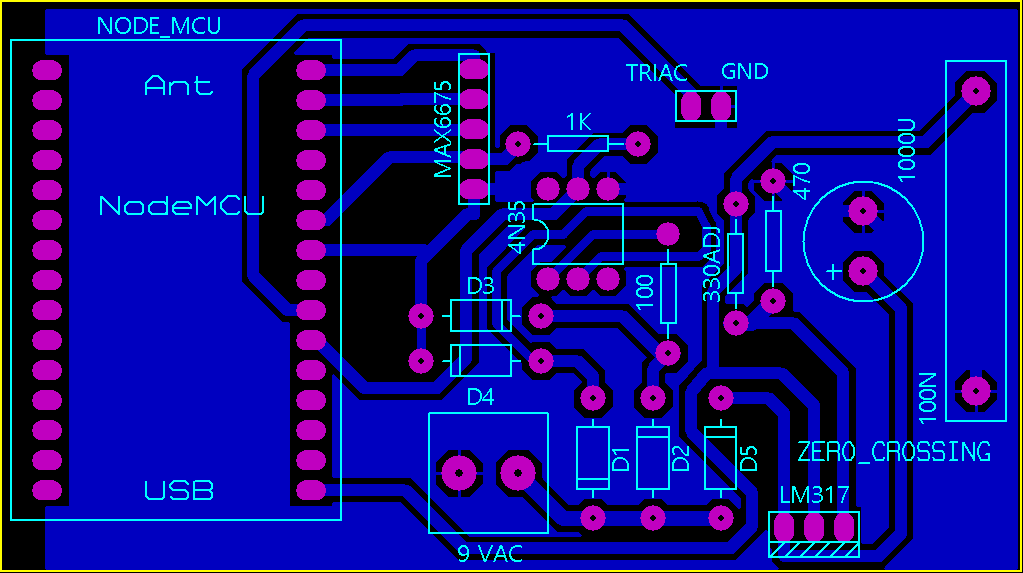 NODE_MCU
Ant
TRIAC
GND
MAX6675
1K
1000U
470
NodeMCU
4N35
330ADJ
+
D3
100
D4
100N
D1
D2
D5
ZERO_CROSSING
USB
LM317
9 VAC